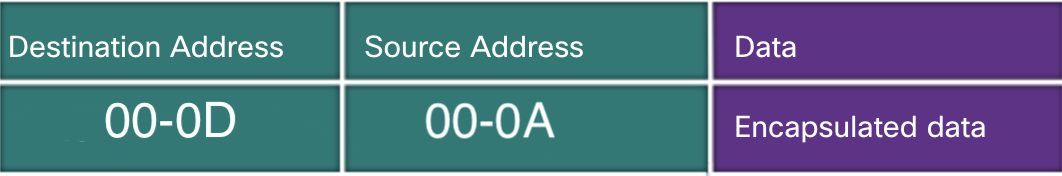 Destination Address Source Address Data
00-0D 00-0A Encapsulated data